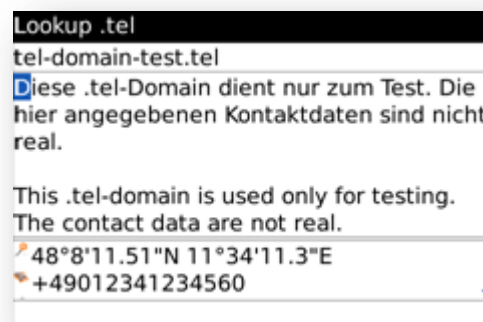 Lookup .tel
tel-domain-test.tel
Diese .tel-Domain dient nur zum Test. Die
hier angegebenen Kontaktdaten sind nicht
real.
This .tel-domain is used only for testing.
The contact data are not real.
48°8'11.51"N 11°34'11.3"E
+49012341234560